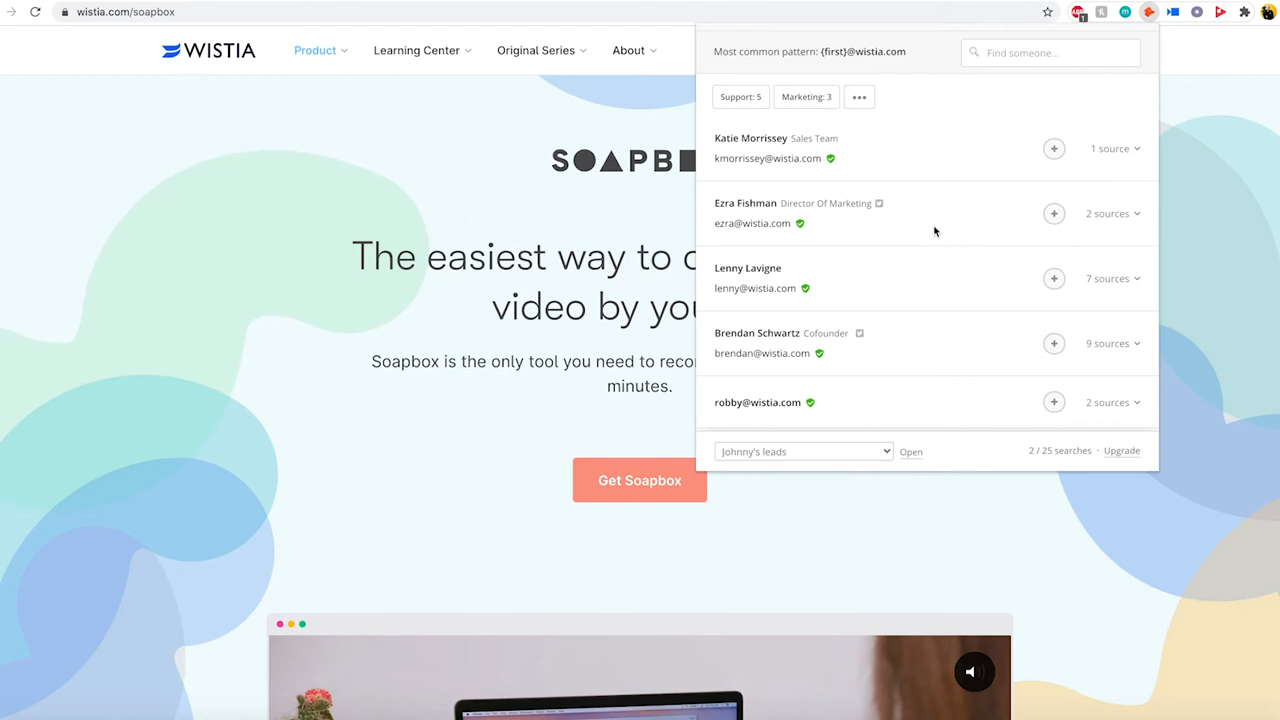 wistia.com/soapbox
1
WISTIA
Product
Learning Center
Original Series
About
Most common pattern: {first}@wistia.com
Find someone...
Support: 5
Marketing: 3
Katie Morrissey Sales Team
kmorrissey@wistia.com
1 source
Ezra Fishman Director Of Marketing
ezra@wistia.com
2 sources
Lenny Lavigne
lenny@wistia.com
7 sources
Brendan Schwartz Cofounder
brendan@wistia.com
9 sources
robby@wistia.com
2 sources
Johnny's leads
Open
2 / 25 searches · Upgrade
SOAPB
The easiest way to
video by
Soapbox is the only tool you need to
minutes.
Get Soapbox